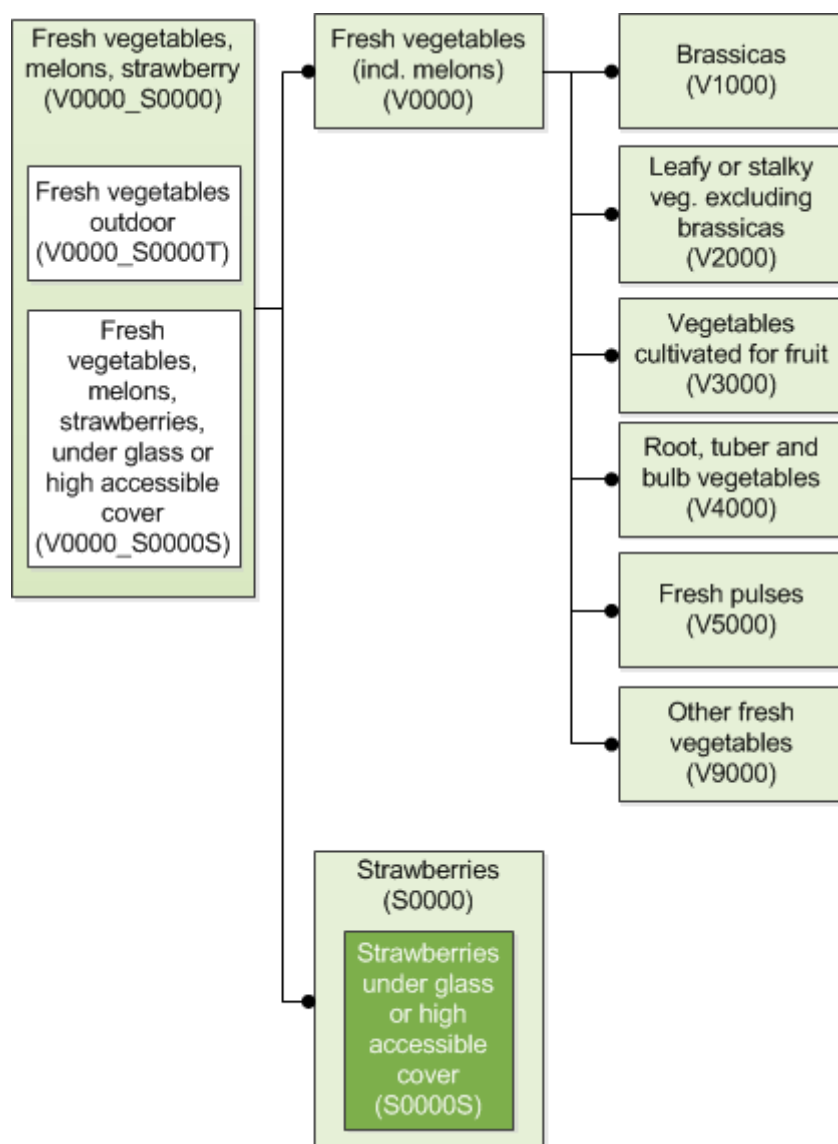 Fresh vegetables,
melons, strawberry
(V0000_S0000)
Fresh vegetables
outdoor
(V0000_S0000T)
Fresh
vegetables,
melons,
strawberries,
under glass or
high accessible
cover
(V0000_S0000S)
Fresh vegetables
(incl. melons)
(V0000)
Brassicas
(V1000)
Leafy or stalky
veg. excluding
brassicas
(V2000)
Vegetables
cultivated for fruit
(V3000)
Root, tuber and
bulb vegetables
(V4000)
Fresh pulses
(V5000)
Other fresh
vegetables
(V9000)
Strawberries
(S0000)
Strawberries
under glass
or high
accessible
cover
(S0000S)